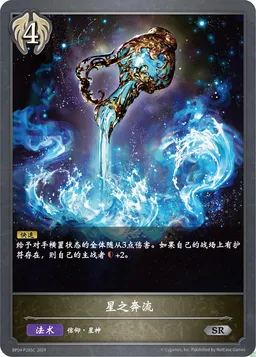 4
快速
给予对手横置状态的全体随从3点伤害。如果自己的战场上有护
符存在，则自己的主战者+2。
星之奔流
法术
信仰・星神
SR
© Cygames, Inc.